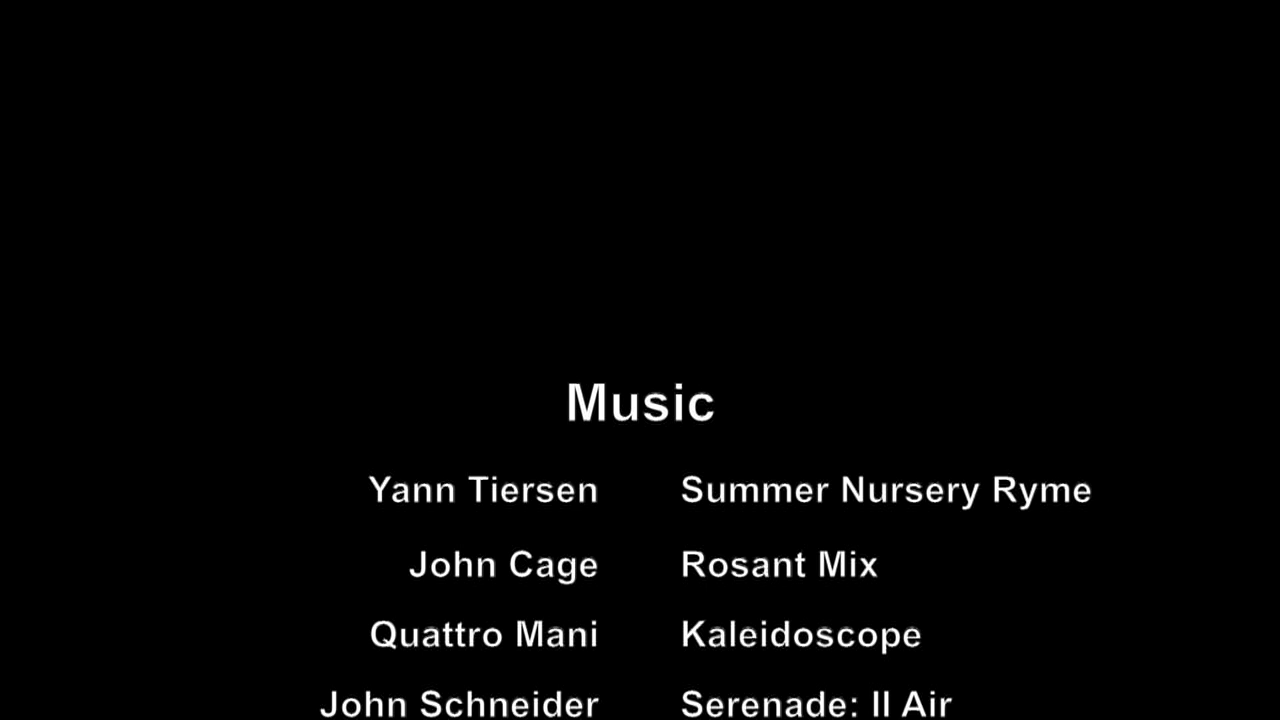 Music
Yann Tiersen Summer Nursery Ryme
John Cage Rosant Mix
Quattro Mani Kaleidoscope
John Schneider Serenade: II Air